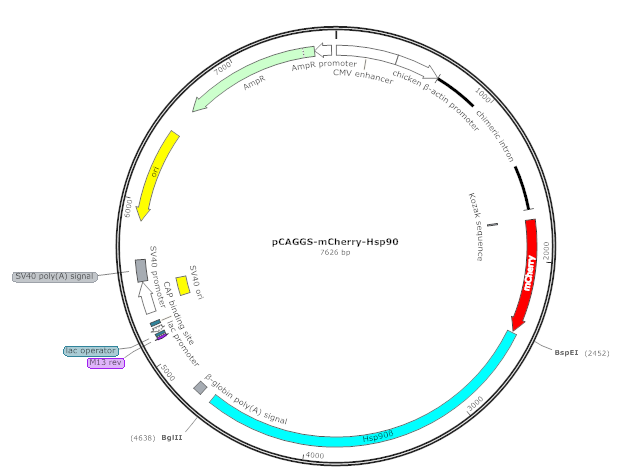 AmpR promoter
CMV enhancer
chicken β-actin promoter
1000
chimeric intron
7000
AmpR
ori
6000
Kozak sequence
pCAGGS-mCherry-Hsp90
7626 bp
2000
mCherry
SV40 poly(A) signal
SV40 promoter
SV40 ori
CAP binding site
lac promoter
lac operator
M13 rev
5000
BspEI (2452)
β-globin poly(A) signal
3000
(4638) BglII
Hsp900
4000